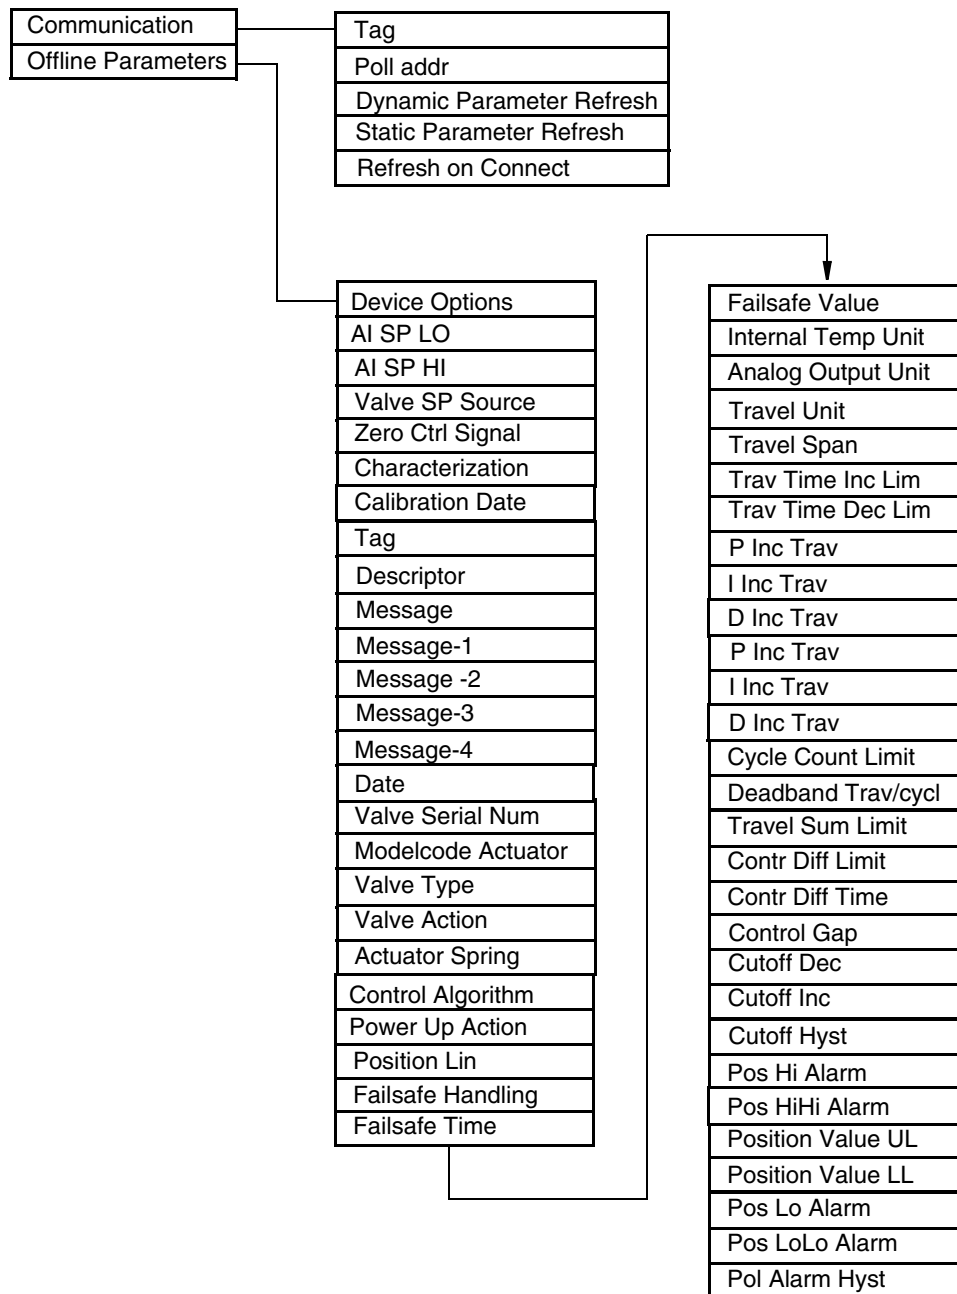 Communication
Offline Parameters
Tag
Poll addr
Dynamic Parameter Refresh
Static Parameter Refresh
Refresh on Connect
Device Options
AI SP LO
AI SP HI
Valve SP Source
Zero Ctrl Signal
Characterization
Calibration Date
Tag
Descriptor
Message
Message-1
Message -2
Message-3
Message-4
Date
Valve Serial Num
Modelcode Actuator
Valve Type
Valve Action
Actuator Spring
Control Algorithm
Power Up Action
Position Lin
Failsafe Handling
Failsafe Time
Failsafe Value
Internal Temp Unit
Analog Output Unit
Travel Unit
Travel Span
Trav Time Inc Lim
Trav Time Dec Lim
P Inc Trav
I Inc Trav
D Inc Trav
P Inc Trav
I Inc Trav
D Inc Trav
Cycle Count Limit
Deadband Trav/cycl
Travel Sum Limit
Contr Diff Limit
Contr Diff Time
Control Gap
Cutoff Dec
Cutoff Inc
Cutoff Hyst
Pos Hi Alarm
Pos HiHi Alarm
Position Value UL
Position Value LL
Pos Lo Alarm
Pos LoLo Alarm
Pol Alarm Hyst